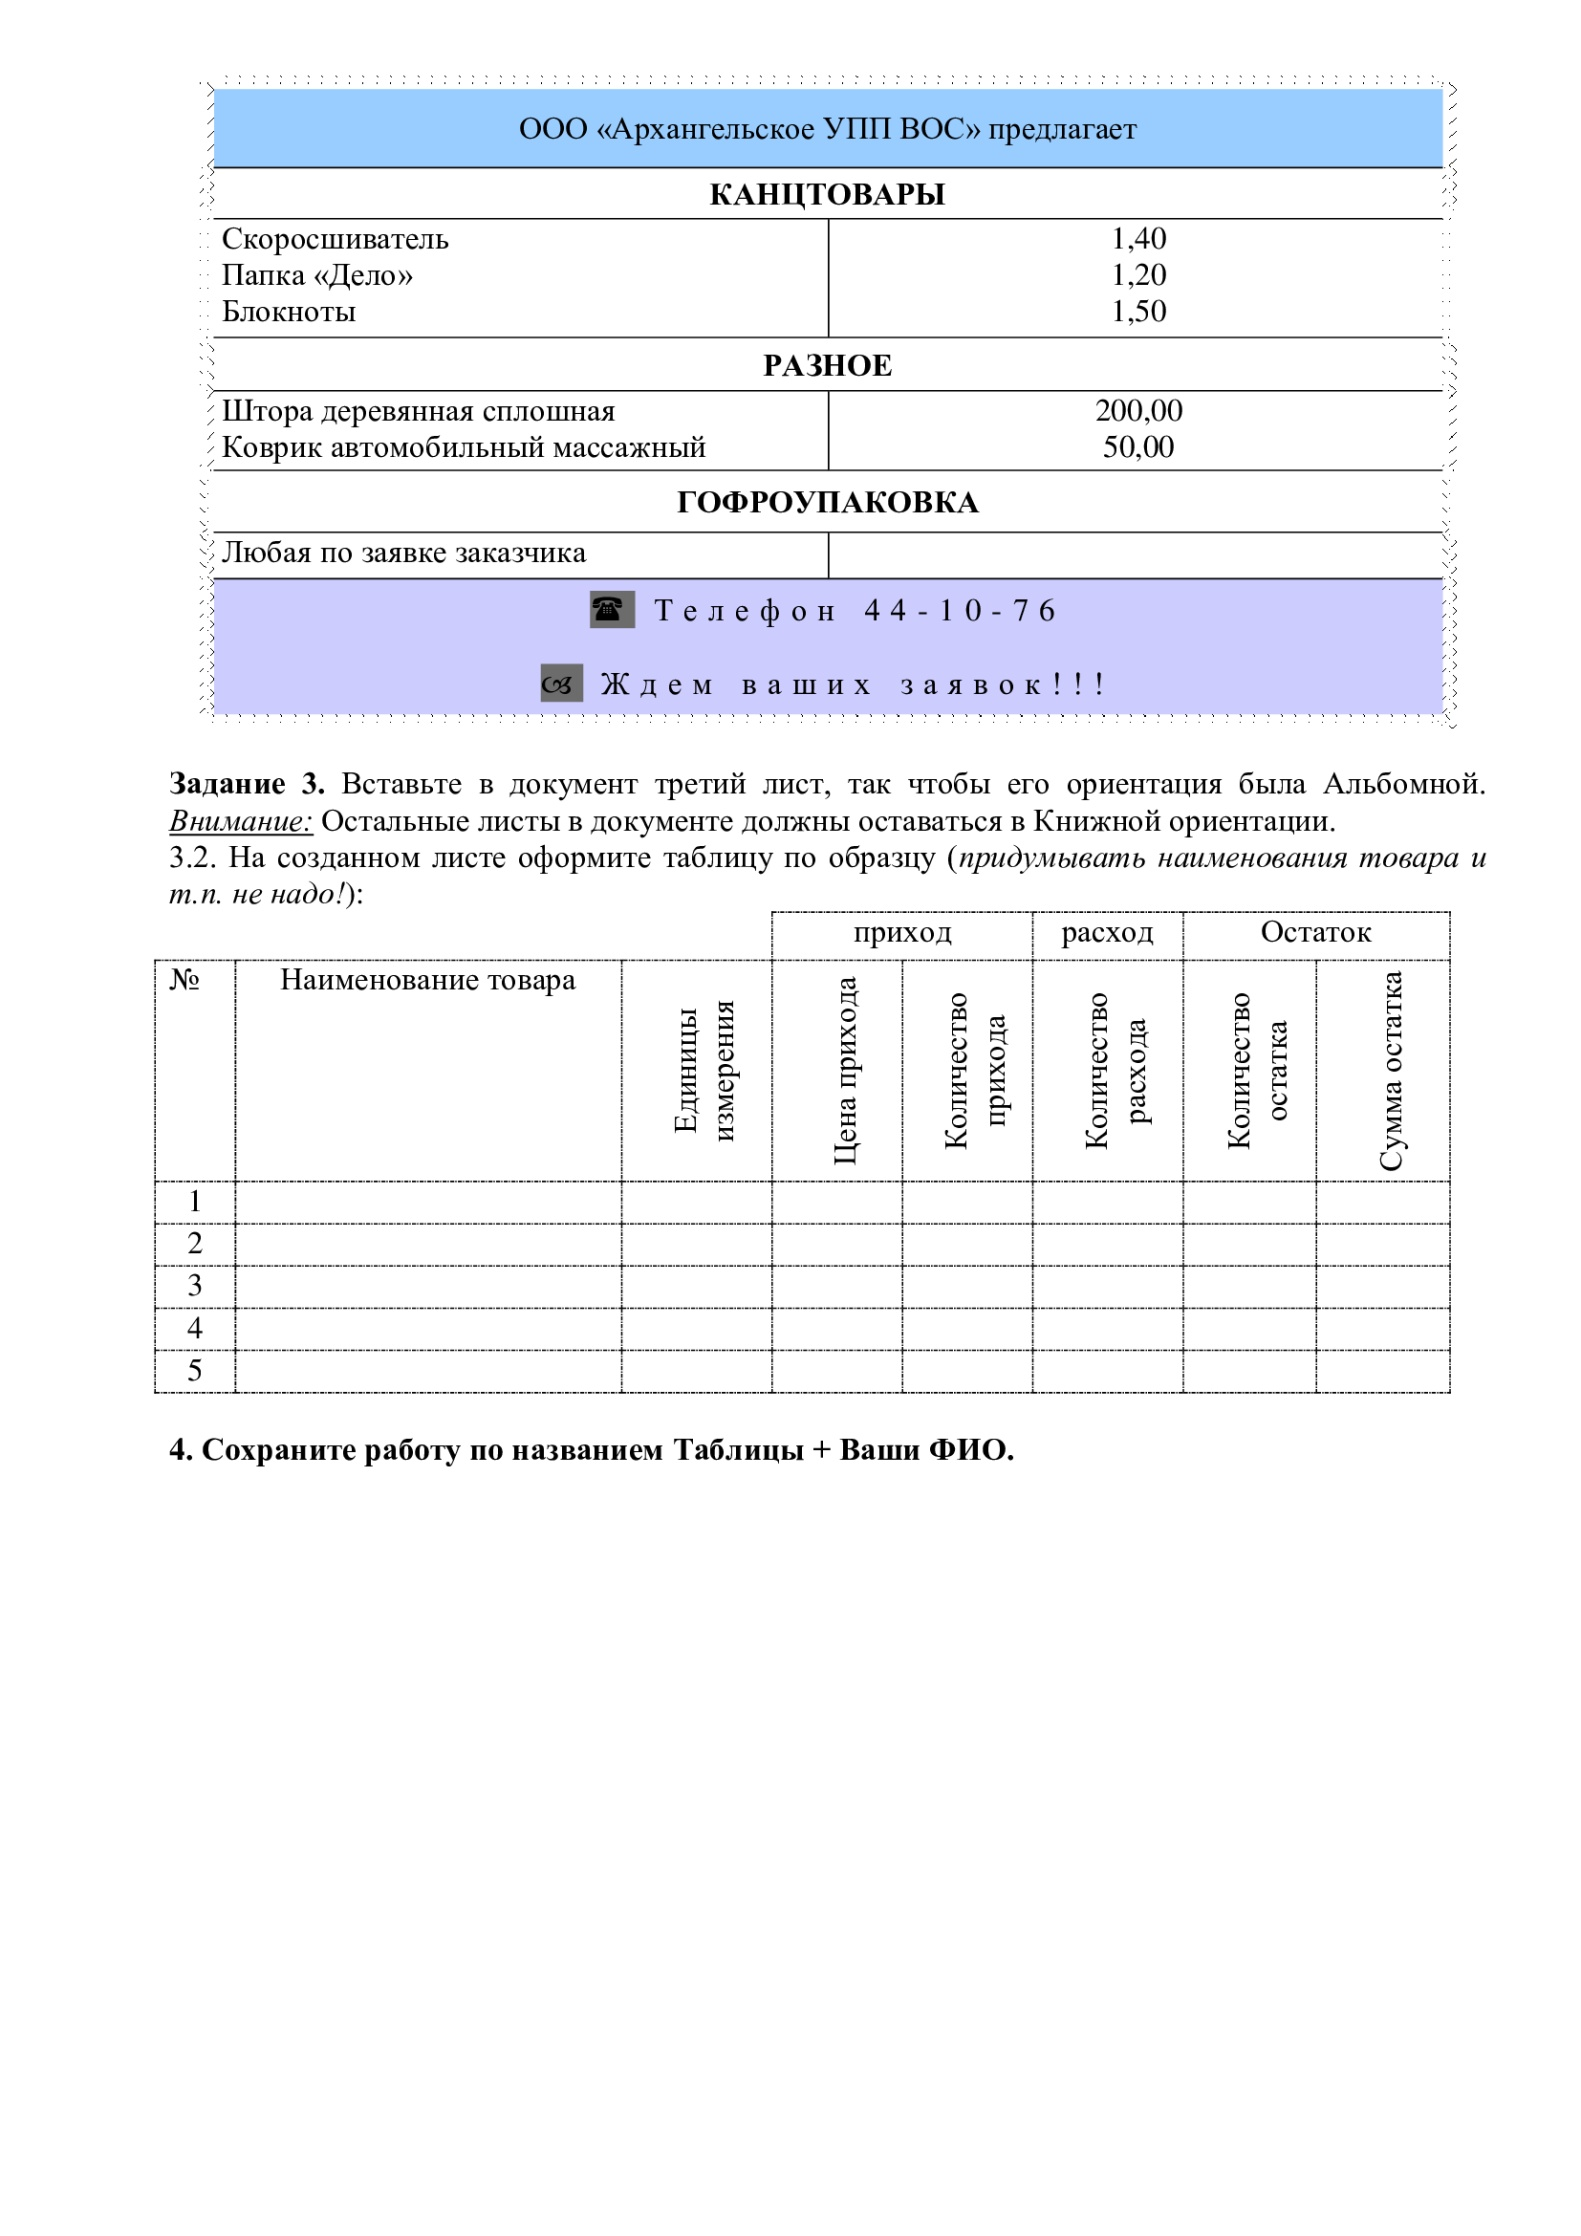 ООО «Архангельское УПП ВОС» предлагает
КАНЦТОВАРЫ
Скоросшиватель 1,40
Папка «Дело» 1,20
Блокноты 1,50
РАЗНОЕ
Штора деревянная сплошная 200,00
Коврик автомобильный массажный 50,00
ГОФРОУПАКОВКА
Любая по заявке заказчика
☎ Телефон 44-10-76
Ждем ваших заявок!!!
Задание 3. Вставьте в документ третий лист, так чтобы его ориентация была Альбомной.
Внимание: Остальные листы в документе должны оставаться в Книжной ориентации.
3.2. На созданном листе оформите таблицу по образцу (придумывать наименования товара и
т.п. не надо!):
приход расход Остаток
№ Наименование товара
Единицы
измерения
Цена прихода
Количество
прихода
Количество
расхода
Количество
остатка
Сумма остатка
1
2
3
4
5
4. Сохраните работу по названием Таблицы + Ваши ФИО.